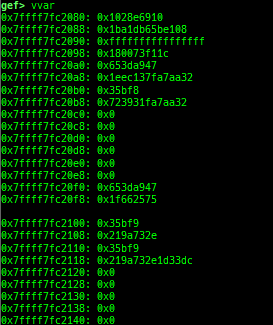 gef> vvar
0x7ffff7fc2080: 0x1028e6910
0x7ffff7fc2088: 0x1ba1db65be108
0x7ffff7fc2090: 0xffffffffffffffff
0x7ffff7fc2098: 0x180073f11c
0x7ffff7fc20a0: 0x653da947
0x7ffff7fc20a8: 0x1eec137fa7aa32
0x7ffff7fc20b0: 0x35bf8
0x7ffff7fc20b8: 0x723931fa7aa32
0x7ffff7fc20c0: 0x0
0x7ffff7fc20c8: 0x0
0x7ffff7fc20d0: 0x0
0x7ffff7fc20d8: 0x0
0x7ffff7fc20e0: 0x0
0x7ffff7fc20e8: 0x0
0x7ffff7fc20f0: 0x653da947
0x7ffff7fc20f8: 0x1f662575
0x7ffff7fc2100: 0x35bf9
0x7ffff7fc2108: 0x219a732e
0x7ffff7fc2110: 0x35bf9
0x7ffff7fc2118: 0x219a732e1d33dc
0x7ffff7fc2120: 0x0
0x7ffff7fc2128: 0x0
0x7ffff7fc2130: 0x0
0x7ffff7fc2138: 0x0
0x7ffff7fc2140: 0x0